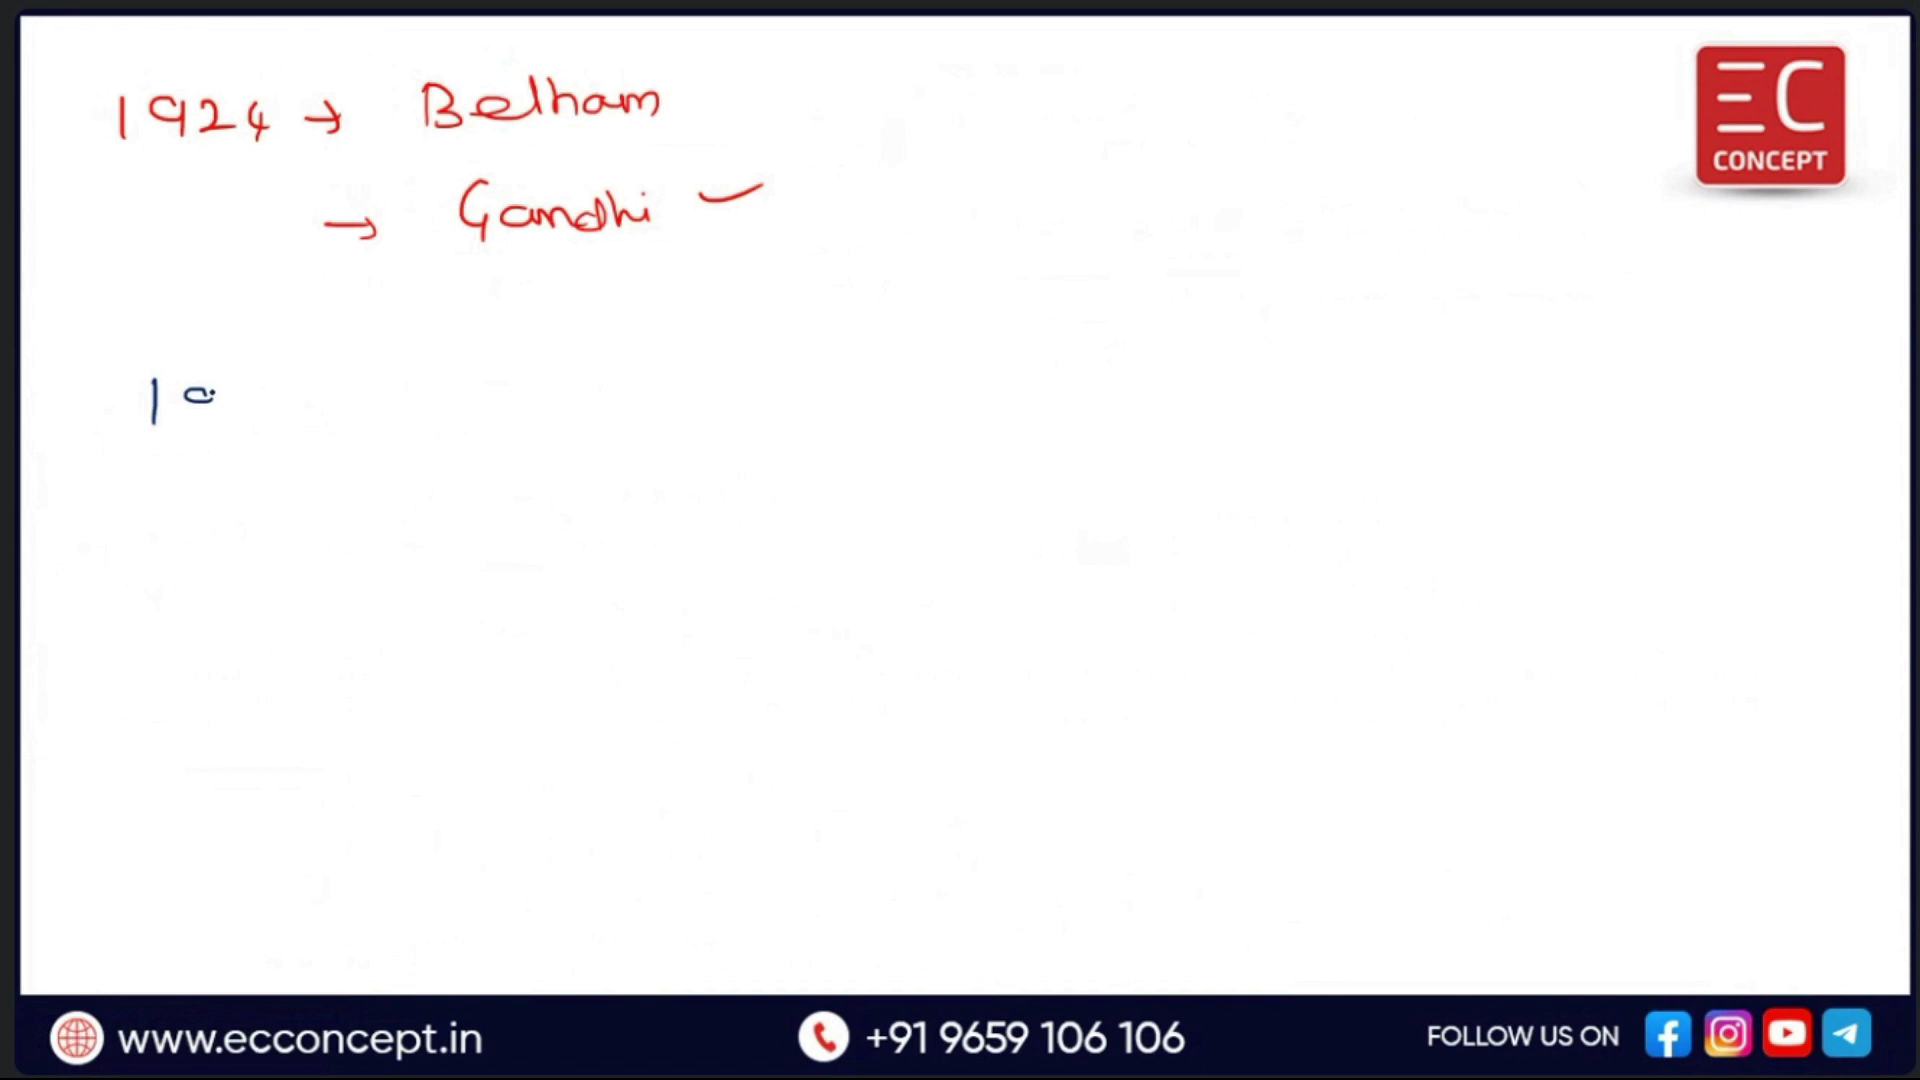 1924 → Belham
→ Gandhi
EC
CONCEPT
www.ecconcept.in
+91 9659 106 106
FOLLOW US ON